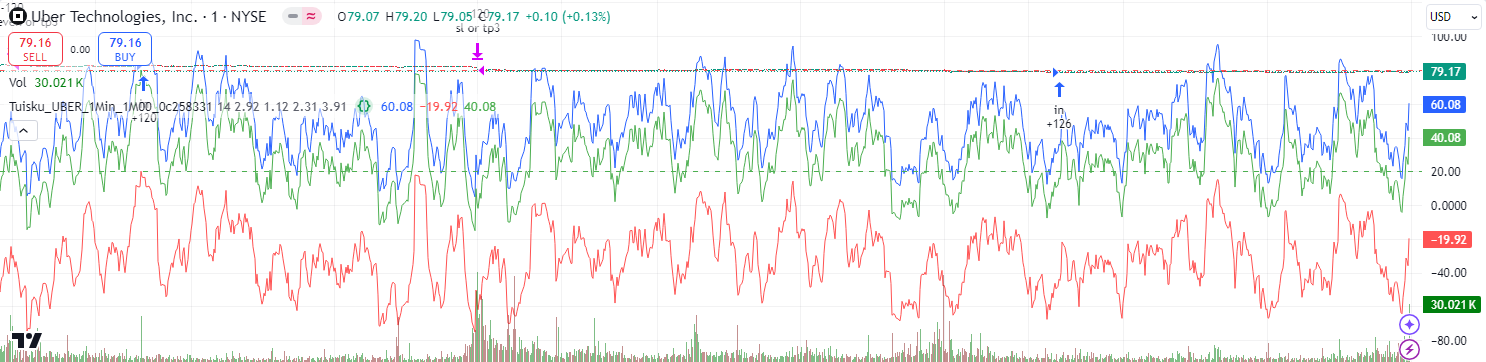 -120
Uber Technologies, Inc. · 1 · NYSE O79.07 H79.20 L79.05 C79.17 +0.10 (+0.13%)
-120
sl or tp3
USD
79.16 SELL 0.00 79.16 BUY
Vol 30.021 K
Tuisku_UBER_1Min_1M00_0c258331 14 2.92 1.12 2.31 3.91 {} 60.08 −19.92 40.08
+120
in
+126
100.00
79.17
60.08
40.08
20.00
0.0000
−19.92
−40.00
30.021 K
−80.00